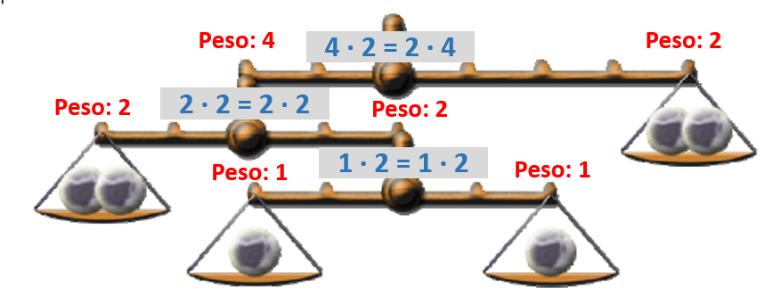 Peso: 4
4 · 2 = 2 · 4
Peso: 2
Peso: 2
2 · 2 = 2 · 2
Peso: 2
Peso: 1
1 · 2 = 1 · 2
Peso: 1